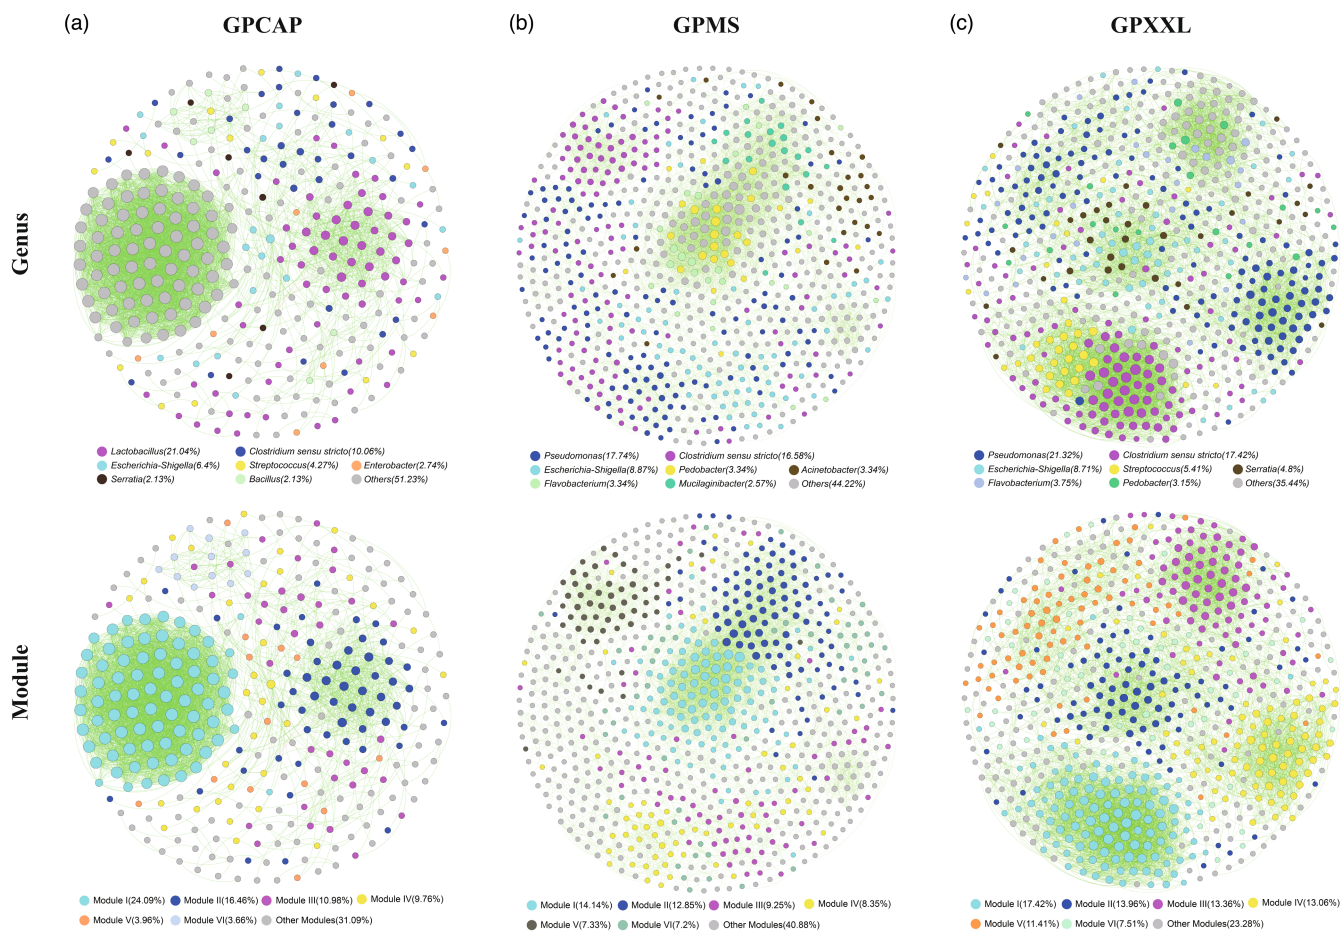 (a) GPCAP (b) GPMS (c) GPXXL
Genus
Lactobacillus(21.04%) Clostridium sensu stricto(10.06%)
Escherichia-Shigella(6.4%) Streptococcus(4.27%) Enterobacter(2.74%)
Serratia(2.13%) Bacillus(2.13%) Others(51.23%)
Pseudomonas(17.74%) Clostridium sensu stricto(16.58%)
Escherichia-Shigella(8.87%) Pedobacter(3.34%) Acinetobacter(3.34%)
Flavobacterium(3.34%) Mucilaginibacter(2.57%) Others(44.22%)
Pseudomonas(21.32%) Clostridium sensu stricto(17.42%)
Escherichia-Shigella(8.71%) Streptococcus(5.41%) Serratia(4.8%)
Flavobacterium(3.75%) Pedobacter(3.15%) Others(35.44%)
Module
Module I(24.09%) Module II(16.46%) Module III(10.98%) Module IV(9.76%)
Module V(3.96%) Module VI(3.66%) Other Modules(31.09%)
Module I(14.14%) Module II(12.85%) Module III(9.25%) Module IV(8.35%)
Module V(7.33%) Module VI(7.2%) Other Modules(40.88%)
Module I(17.42%) Module II(13.96%) Module III(13.36%) Module IV(13.06%)
Module V(11.41%) Module VI(7.51%) Other Modules(23.28%)